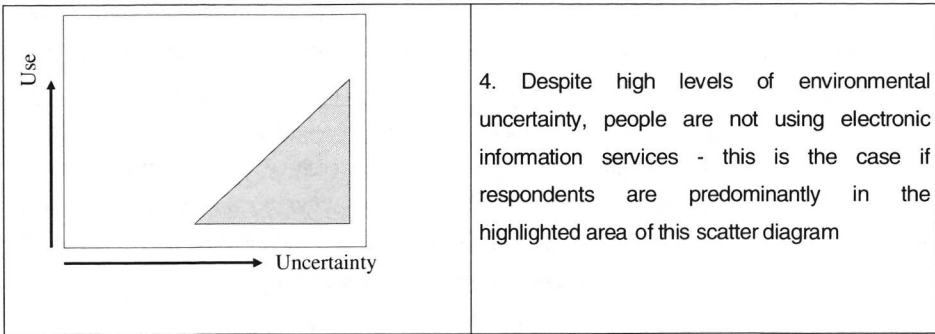 Use
Uncertainty
4. Despite high levels of environmental
uncertainty, people are not using electronic
information services - this is the case if
respondents are predominantly in the
highlighted area of this scatter diagram